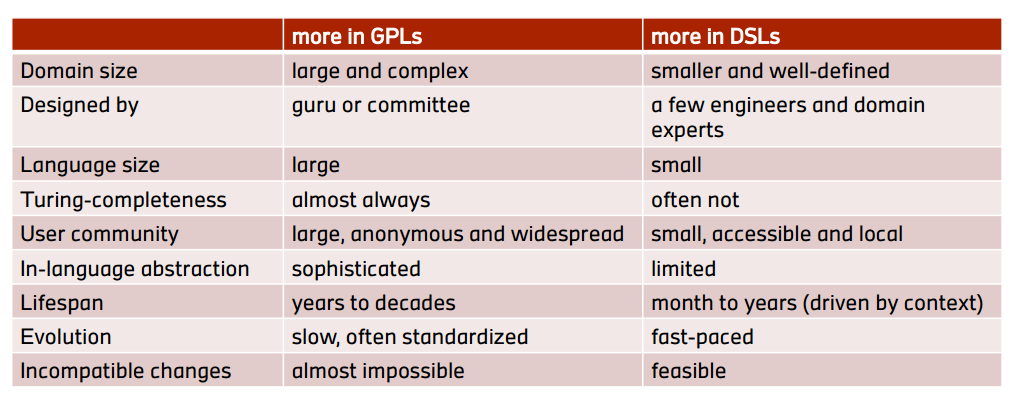 more in GPLs more in DSLs
Domain size large and complex smaller and well-defined
Designed by guru or committee a few engineers and domain
experts
Language size large small
Turing-completeness almost always often not
User community large, anonymous and widespread small, accessible and local
In-language abstraction sophisticated limited
Lifespan years to decades month to years (driven by context)
Evolution slow, often standardized fast-paced
Incompatible changes almost impossible feasible